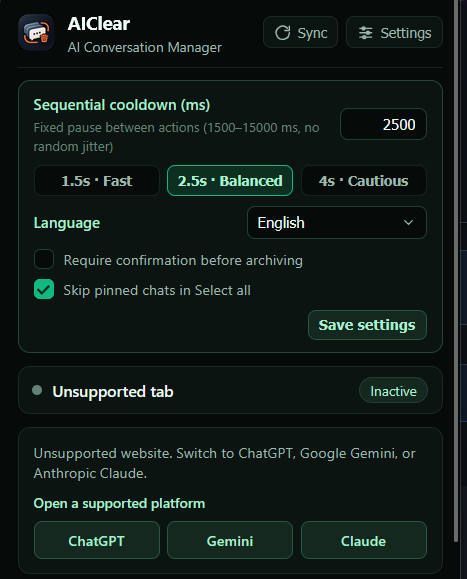 AIClear
AI Conversation Manager
Sync
Settings
Sequential cooldown (ms)
Fixed pause between actions (1500–15000 ms, no
random jitter)
2500
1.5s · Fast
2.5s · Balanced
4s · Cautious
Language
English
Require confirmation before archiving
Skip pinned chats in Select all
Save settings
Unsupported tab
Inactive
Unsupported website. Switch to ChatGPT, Google Gemini, or
Anthropic Claude.
Open a supported platform
ChatGPT
Gemini
Claude